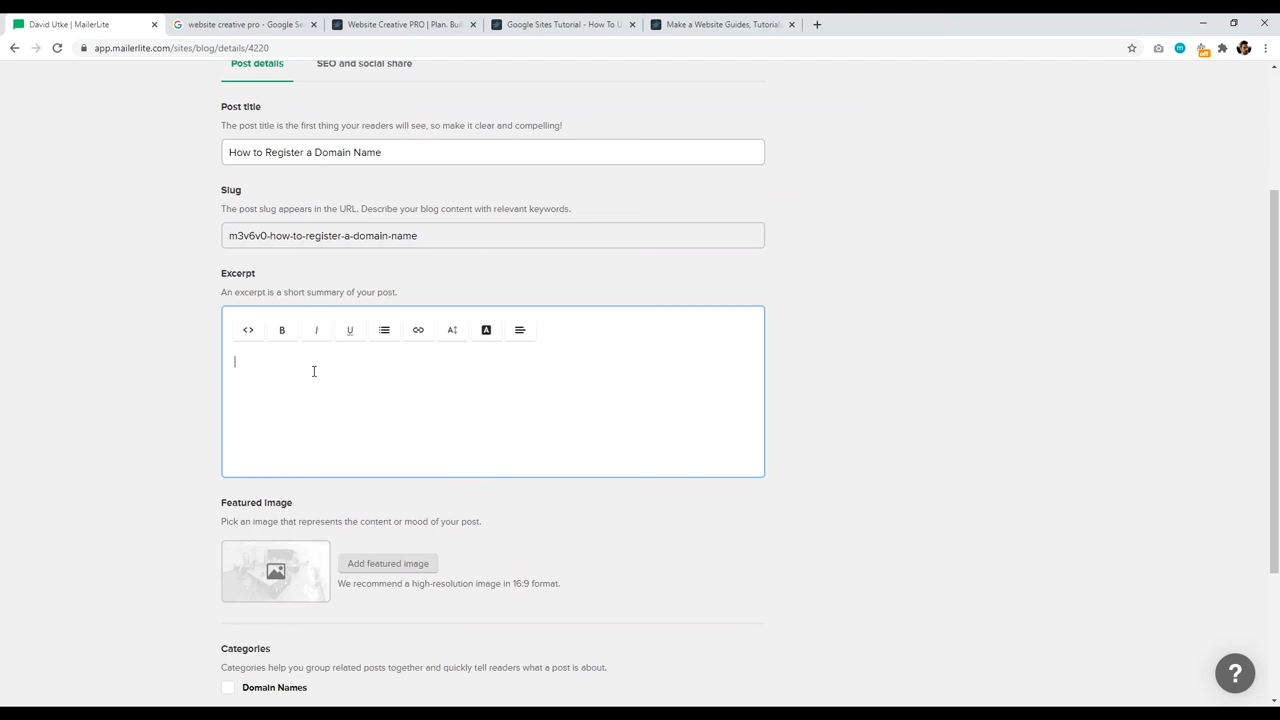 David Utke | MailerLite
website creative pro - Google Se
Website Creative PRO | Plan. Buil
Google Sites Tutorial - How To U
Make a Website Guides, Tutorials
app.mailerlite.com/sites/blog/details/4220
off
Post details
SEO and social share
Post title
The post title is the first thing your readers will see, so make it clear and compelling!
How to Register a Domain Name
Slug
The post slug appears in the URL. Describe your blog content with relevant keywords.
m3v6v0-how-to-register-a-domain-name
Excerpt
An excerpt is a short summary of your post.
<> B I U A A
Featured Image
Pick an image that represents the content or mood of your post.
Add featured image
We recommend a high-resolution image in 16:9 format.
Categories
Categories help you group related posts together and quickly tell readers what a post is about.
Domain Names
?